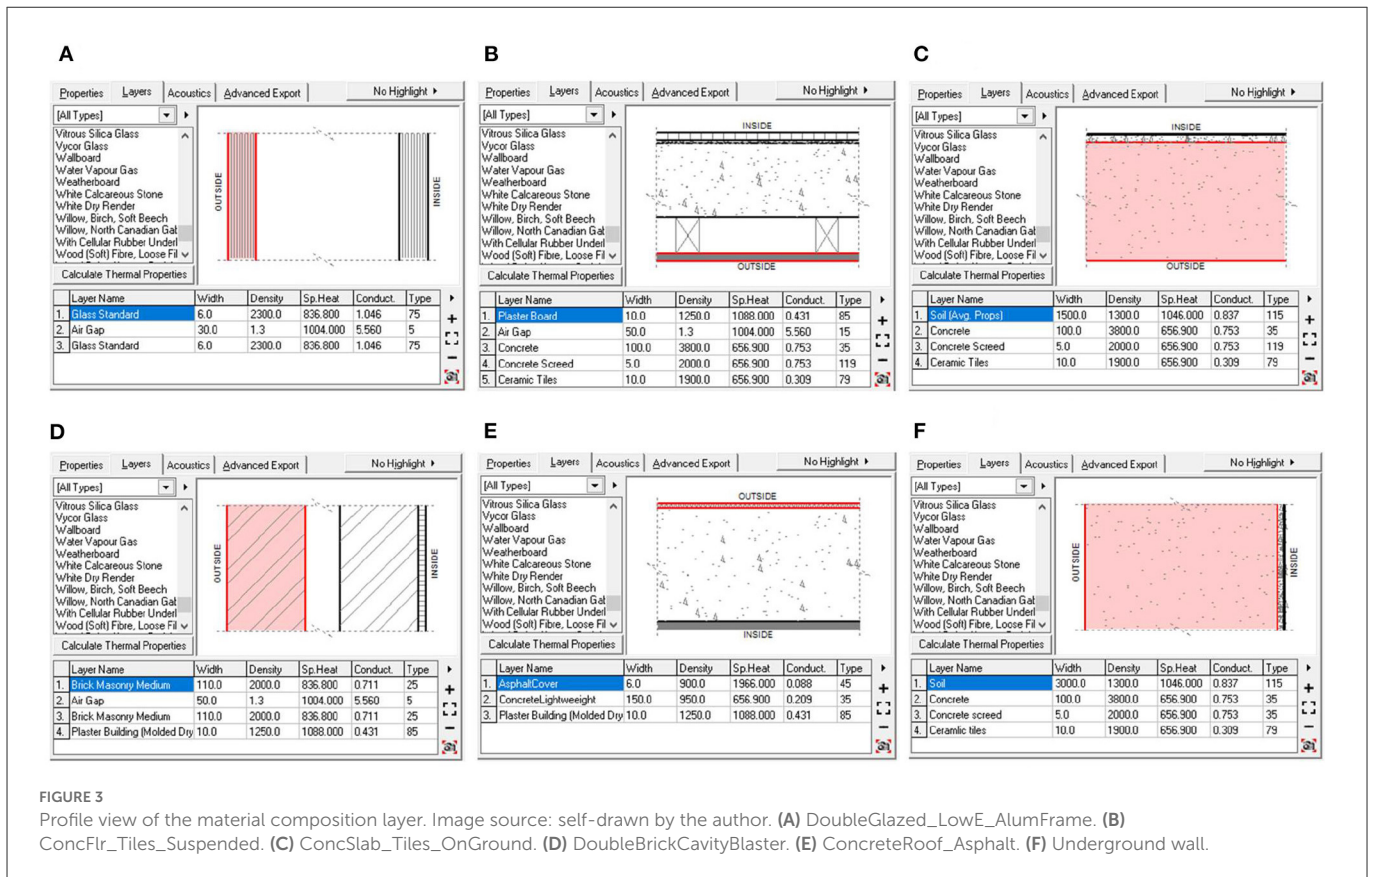 A
Properties Layers Acoustics Advanced Export No Highlight
[All Types]
Vitrous Silica Glass
Vycor Glass
Wallboard
Water Vapour Gas
Weatherboard
White Calcareous Stone
White Dry Render
Willow, Birch, Soft Beech
Willow, North Canadian Gab
With Cellular Rubber Underl
Wood (Soft) Fibre, Loose Fil
Calculate Thermal Properties
OUTSIDE
INSIDE
Layer Name Width Density Sp.Heat Conduct. Type
1. Glass Standard 6.0 2300.0 836.800 1.046 75
2. Air Gap 30.0 1.3 1004.000 5.560 5
3. Glass Standard 6.0 2300.0 836.800 1.046 75
B
Properties Layers Acoustics Advanced Export No Highlight
[All Types]
Vitrous Silica Glass
Vycor Glass
Wallboard
Water Vapour Gas
Weatherboard
White Calcareous Stone
White Dry Render
Willow, Birch, Soft Beech
Willow, North Canadian Gab
With Cellular Rubber Underl
Wood (Soft) Fibre, Loose Fil
Calculate Thermal Properties
INSIDE
OUTSIDE
Layer Name Width Density Sp.Heat Conduct. Type
1. Plaster Board 10.0 1250.0 1088.000 0.431 85
2. Air Gap 50.0 1.3 1004.000 5.560 15
3. Concrete 100.0 3800.0 656.900 0.753 35
4. Concrete Screed 5.0 2000.0 656.900 0.753 119
5. Ceramic Tiles 10.0 1900.0 656.900 0.309 79
C
Properties Layers Acoustics Advanced Export No Highlight
[All Types]
Vitrous Silica Glass
Vycor Glass
Wallboard
Water Vapour Gas
Weatherboard
White Calcareous Stone
White Dry Render
Willow, Birch, Soft Beech
Willow, North Canadian Gab
With Cellular Rubber Underl
Wood (Soft) Fibre, Loose Fil
Calculate Thermal Properties
INSIDE
OUTSIDE
Layer Name Width Density Sp.Heat Conduct. Type
1. Soil (Avg. Props) 1500.0 1300.0 1046.000 0.837 115
2. Concrete 100.0 3800.0 656.900 0.753 35
3. Concrete Screed 5.0 2000.0 656.900 0.753 119
4. Ceramic Tiles 10.0 1900.0 656.900 0.309 79
D
Properties Layers Acoustics Advanced Export No Highlight
[All Types]
Vitrous Silica Glass
Vycor Glass
Wallboard
Water Vapour Gas
Weatherboard
White Calcareous Stone
White Dry Render
Willow, Birch, Soft Beech
Willow, North Canadian Gab
With Cellular Rubber Underl
Wood (Soft) Fibre, Loose Fil
Calculate Thermal Properties
OUTSIDE
INSIDE
Layer Name Width Density Sp.Heat Conduct. Type
1. Brick Masonry Medium 110.0 2000.0 836.800 0.711 25
2. Air Gap 50.0 1.3 1004.000 5.560 5
3. Brick Masonry Medium 110.0 2000.0 836.800 0.711 25
4. Plaster Building (Molded Dry 10.0 1250.0 1088.000 0.431 85
E
Properties Layers Acoustics Advanced Export No Highlight
[All Types]
Vitrous Silica Glass
Vycor Glass
Wallboard
Water Vapour Gas
Weatherboard
White Calcareous Stone
White Dry Render
Willow, Birch, Soft Beech
Willow, North Canadian Gab
With Cellular Rubber Underl
Wood (Soft) Fibre, Loose Fil
Calculate Thermal Properties
OUTSIDE
INSIDE
Layer Name Width Density Sp.Heat Conduct. Type
1. AsphaltCover 6.0 900.0 1966.000 0.088 45
2. ConcreteLightweight 150.0 950.0 656.900 0.209 35
3. Plaster Building (Molded Dry 10.0 1250.0 1088.000 0.431 85
F
Properties Layers Acoustics Advanced Export No Highlight
[All Types]
Vitrous Silica Glass
Vycor Glass
Wallboard
Water Vapour Gas
Weatherboard
White Calcareous Stone
White Dry Render
Willow, Birch, Soft Beech
Willow, North Canadian Gab
With Cellular Rubber Underl
Wood (Soft) Fibre, Loose Fil
Calculate Thermal Properties
OUTSIDE
INSIDE
Layer Name Width Density Sp.Heat Conduct. Type
1. Soil 3000.0 1300.0 1046.000 0.837 115
2. Concrete 100.0 3800.0 656.900 0.753 35
3. Concrete screed 5.0 2000.0 656.900 0.753 35
4. Ceramlic tiles 10.0 1900.0 656.900 0.309 79
FIGURE 3
Profile view of the material composition layer. Image source: self-drawn by the author. (A) DoubleGlazed_LowE_AlumFrame. (B)
ConcFlr_Tiles_Suspended. (C) ConcSlab_Tiles_OnGround. (D) DoubleBrickCavityBlaster. (E) ConcreteRoof_Asphalt. (F) Underground wall.